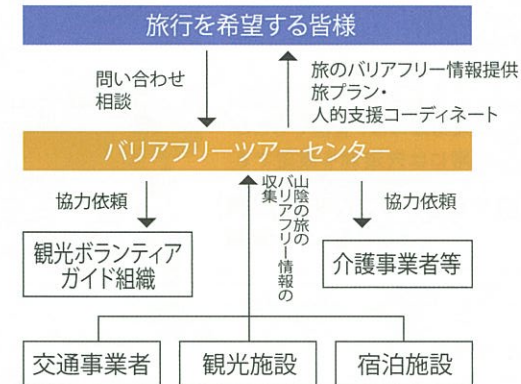 旅行を希望する皆様
問い合わせ
相談
旅のバリアフリー情報提供
旅プラン・
人的支援コーディネート
バリアフリーツアーセンター
協力依頼
山陰の旅の
バリアフリー情報の
収集
協力依頼
観光ボランティア
ガイド組織
介護事業者等
交通事業者
観光施設
宿泊施設